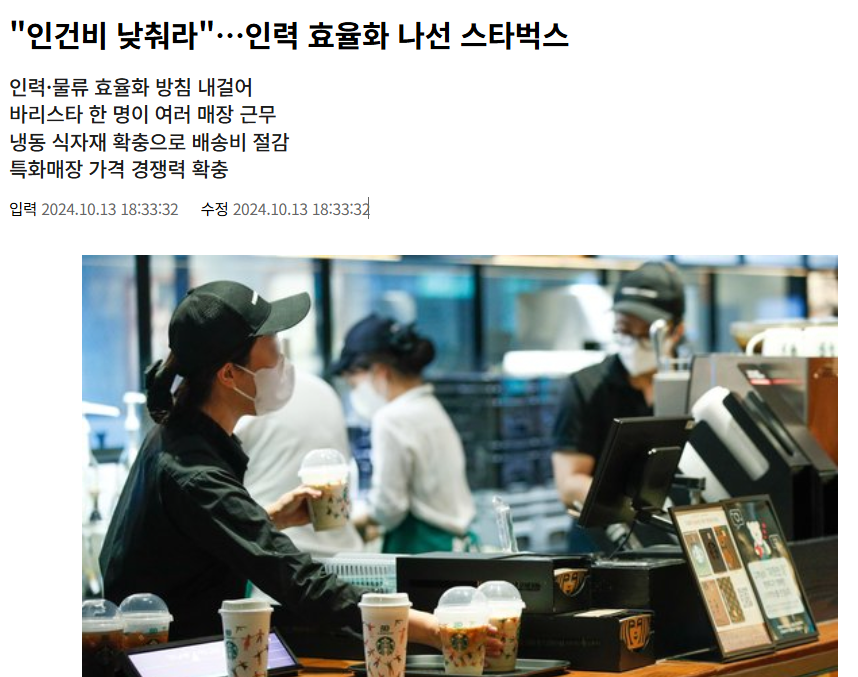 "인건비 낮춰라"…인력 효율화 나선 스타벅스
인력·물류 효율화 방침 내걸어
바리스타 한 명이 여러 매장 근무
냉동 식자재 확충으로 배송비 절감
특화매장 가격 경쟁력 확충
입력 2024.10.13 18:33:32 수정 2024.10.13 18:33:32